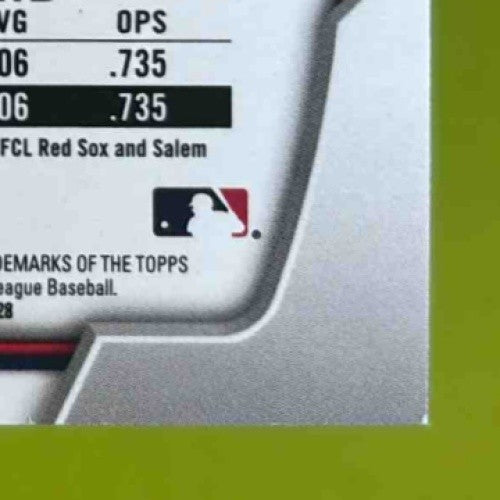 VG OPS
06 .735
06 .735
FCL Red Sox and Salem
DEMARKS OF THE TOPPS
eague Baseball.
28